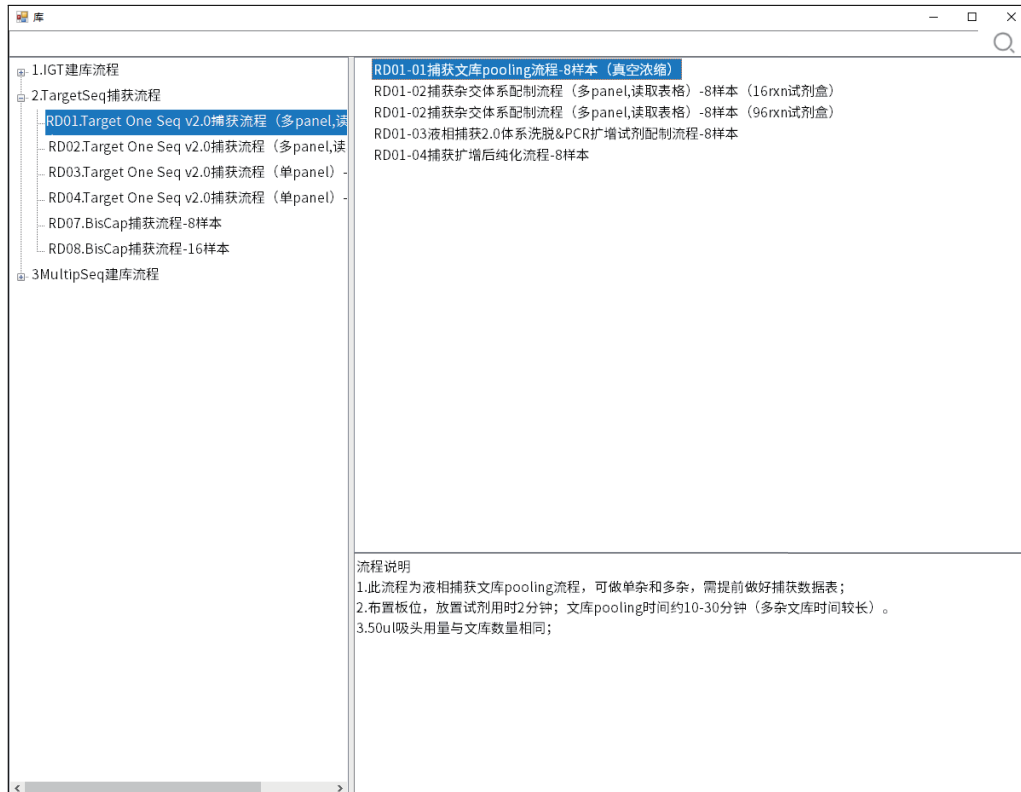 库
1.IGT建库流程
2.TargetSeq捕获流程
RD01.Target One Seq v2.0捕获流程（多panel,读
RD02.Target One Seq v2.0捕获流程（多panel,读
RD03.Target One Seq v2.0捕获流程（单panel）-
RD04.Target One Seq v2.0捕获流程（单panel）-
RD07.BisCap捕获流程-8样本
RD08.BisCap捕获流程-16样本
3MultipSeq建库流程
RD01-01捕获文库pooling流程-8样本（真空浓缩）
RD01-02捕获杂交体系配制流程（多panel,读取表格）-8样本（16rxn试剂盒）
RD01-02捕获杂交体系配制流程（多panel,读取表格）-8样本（96rxn试剂盒）
RD01-03液相捕获2.0体系洗脱&PCR扩增试剂配制流程-8样本
RD01-04捕获扩增后纯化流程-8样本
流程说明
1.此流程为液相捕获文库pooling流程，可做单杂和多杂，需提前做好捕获数据表；
2.布置板位，放置试剂用时2分钟；文库pooling时间约10-30分钟（多杂文库时间较长）。
3.50ul吸头用量与文库数量相同；